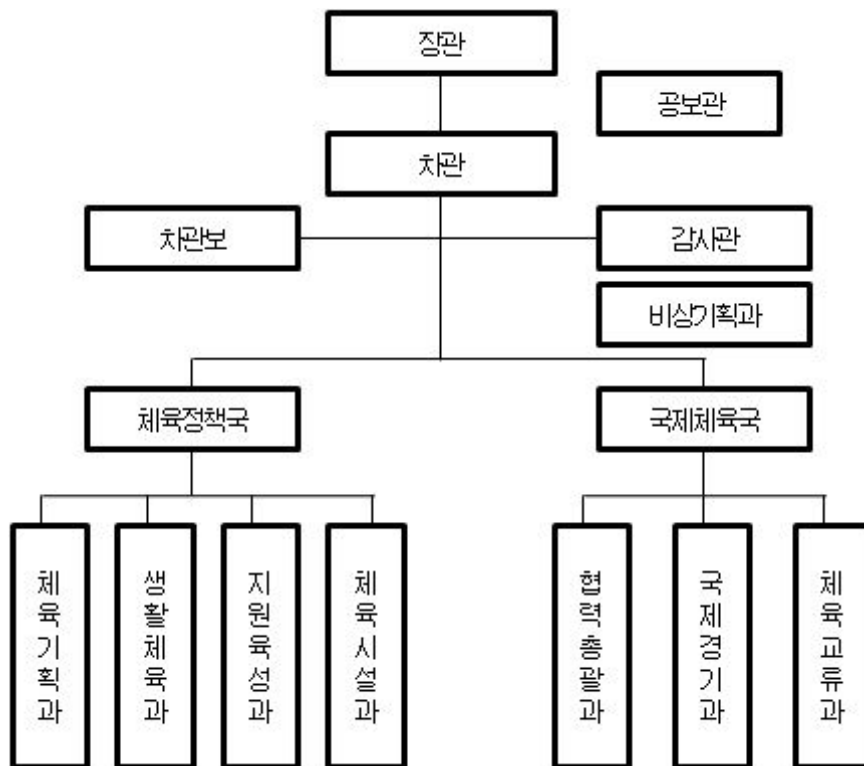 장관
공보관
차관
차관보
감사관
비상기획과
체육정책국
국제체육국
체육기획과
생활체육과
지원육성과
체육시설과
협력총괄과
국제경기과
체육교류과